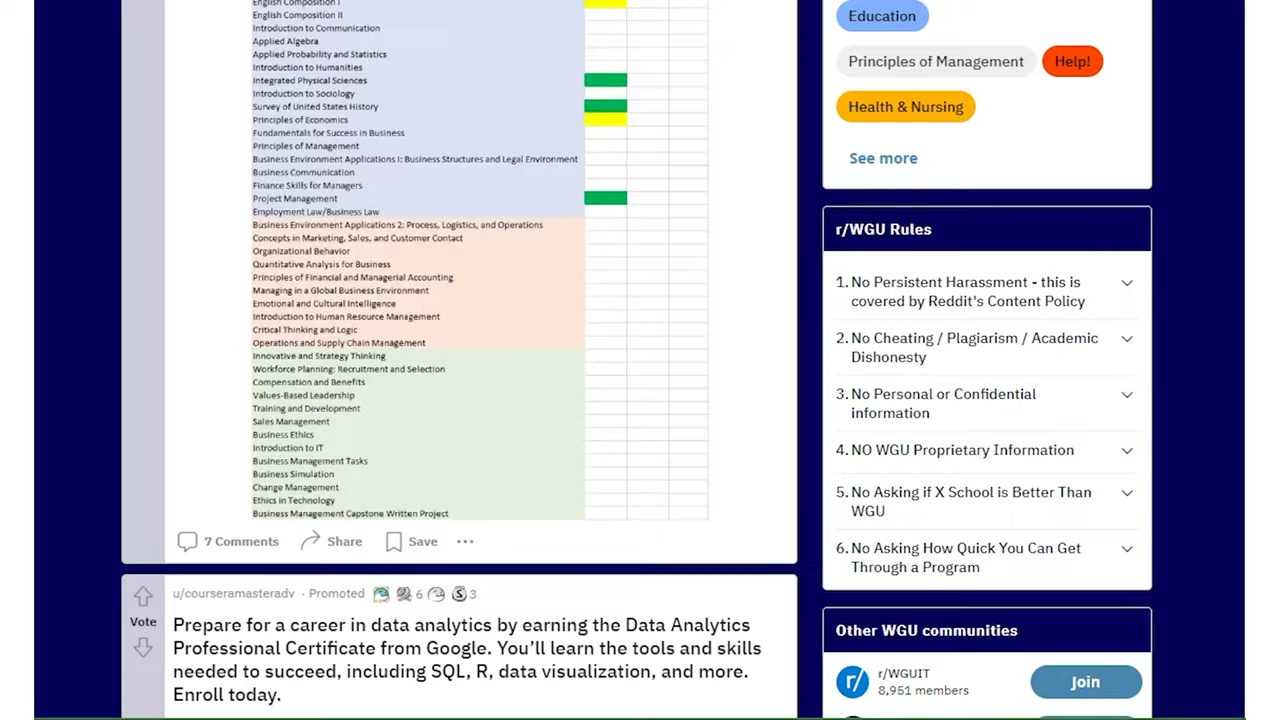 English Composition I
English Composition II
Introduction to Communication
Applied Algebra
Applied Probability and Statistics
Introduction to Humanities
Integrated Physical Sciences
Introduction to Sociology
Survey of United States History
Principles of Economics
Fundamentals for Success in Business
Principles of Management
Business Environment Applications I: Business Structures and Legal Environment
Business Communication
Finance Skills for Managers
Project Management
Employment Law/Business Law
Business Environment Applications 2: Process, Logistics, and Operations
Concepts in Marketing, Sales, and Customer Contact
Organizational Behavior
Quantitative Analysis for Business
Principles of Financial and Managerial Accounting
Managing in a Global Business Environment
Emotional and Cultural Intelligence
Introduction to Human Resource Management
Critical Thinking and Logic
Operations and Supply Chain Management
Innovative and Strategy Thinking
Workforce Planning: Recruitment and Selection
Compensation and Benefits
Values-Based Leadership
Training and Development
Sales Management
Business Ethics
Introduction to IT
Business Management Tasks
Business Simulation
Change Management
Ethics in Technology
Business Management Capstone Written Project
7 Comments Share Save
u/courseramasteradv · Promoted 6 3
Vote
Prepare for a career in data analytics by earning the Data Analytics
Professional Certificate from Google. You'll learn the tools and skills
needed to succeed, including SQL, R, data visualization, and more.
Enroll today.
Education
Principles of Management Help!
Health & Nursing
See more
r/WGU Rules
1. No Persistent Harassment - this is
covered by Reddit's Content Policy
2. No Cheating / Plagiarism / Academic
Dishonesty
3. No Personal or Confidential
information
4. NO WGU Proprietary Information
5. No Asking if X School is Better Than
WGU
6. No Asking How Quick You Can Get
Through a Program
Other WGU communities
r/ r/WGUIT
8,951 members
Join